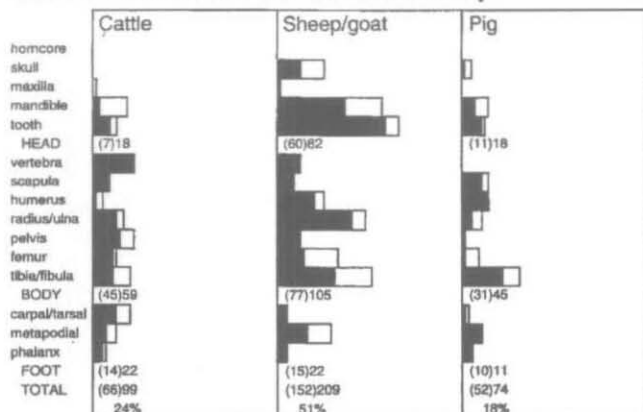 Cattle Sheep/goat Pig
horncore
skull
maxilla
mandible
tooth
HEAD (7)18 (60)82 (11)18
vertebra
scapula
humerus
radius/ulna
pelvis
femur
tibia/fibula
BODY (45)59 (77)105 (31)45
carpal/tarsal
metapodial
phalanx
FOOT (14)22 (15)22 (10)11
TOTAL (66)99 (152)209 (52)74
24% 51% 18%